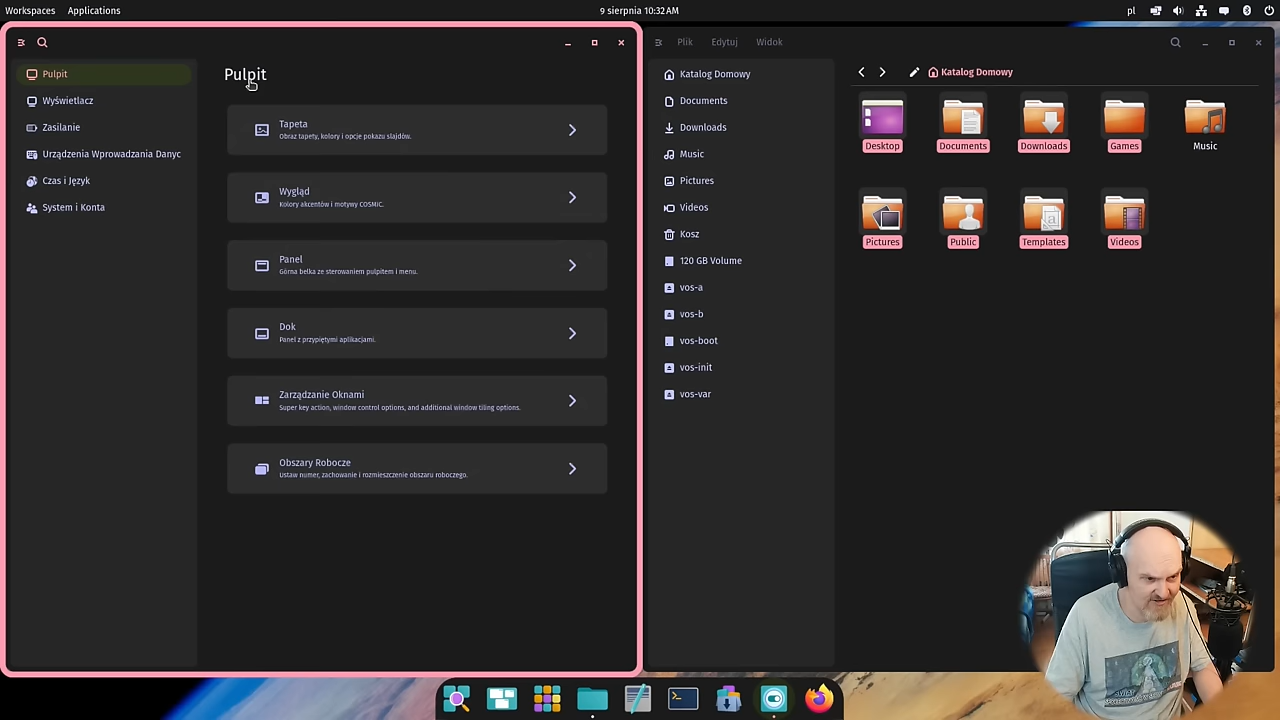 Workspaces Applications 9 sierpnia 10:32 AM pl
Pulpit
Wyświetlacz
Zasilanie
Urządzenia Wprowadzania Danyc
Czas i Język
System i Konta
Pulpit
Tapeta
Obraz tapety, kolory i opcje pokazu slajdów.
Wygląd
Kolory akcentów i motywy COSMIC.
Panel
Górna belka ze sterowaniem pulpitem i menu.
Dok
Panel z przypiętymi aplikacjami.
Zarządzanie Oknami
Super key action, window control options, and additional window tiling options.
Obszary Robocze
Ustaw numer, zachowanie i rozmieszczenie obszaru roboczego.
Plik Edytuj Widok
Katalog Domowy
Documents
Downloads
Music
Pictures
Videos
Kosz
120 GB Volume
vos-a
vos-b
vos-boot
vos-init
vos-var
Katalog Domowy
Desktop Documents Downloads Games Music
Pictures Public Templates Videos